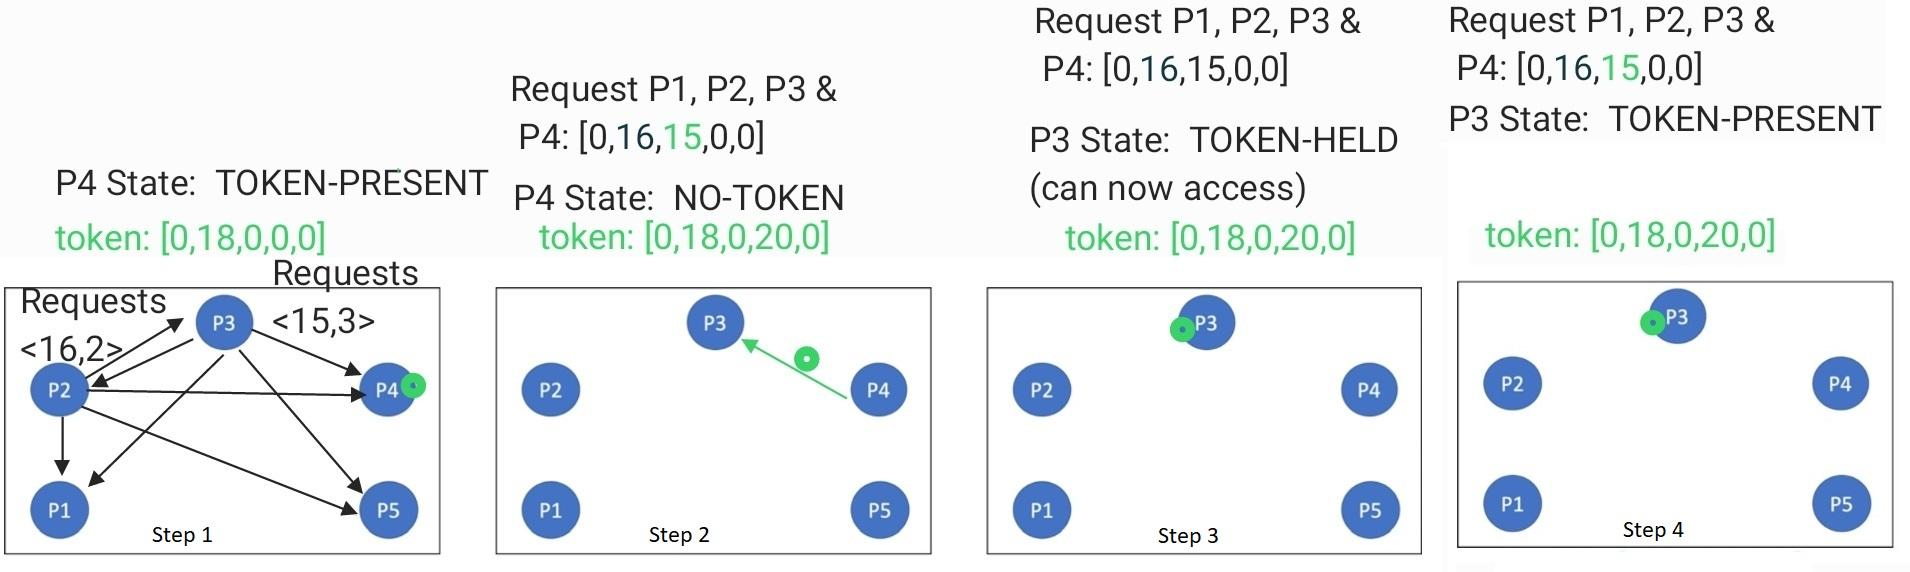 P4 State: TOKEN-PRESENT
token: [0,18,0,0,0]
Requests
<15,3>
Requests
<16,2>
P3
P2
P4
P1
P5
Step 1
Request P1, P2, P3 &
P4: [0,16,15,0,0]
P4 State: NO-TOKEN
token: [0,18,0,20,0]
P3
P2
P4
P1
P5
Step 2
Request P1, P2, P3 &
P4: [0,16,15,0,0]
P3 State: TOKEN-HELD
(can now access)
token: [0,18,0,20,0]
P3
P2
P4
P1
P5
Step 3
Request P1, P2, P3 &
P4: [0,16,15,0,0]
P3 State: TOKEN-PRESENT
token: [0,18,0,20,0]
P3
P2
P4
P1
P5
Step 4